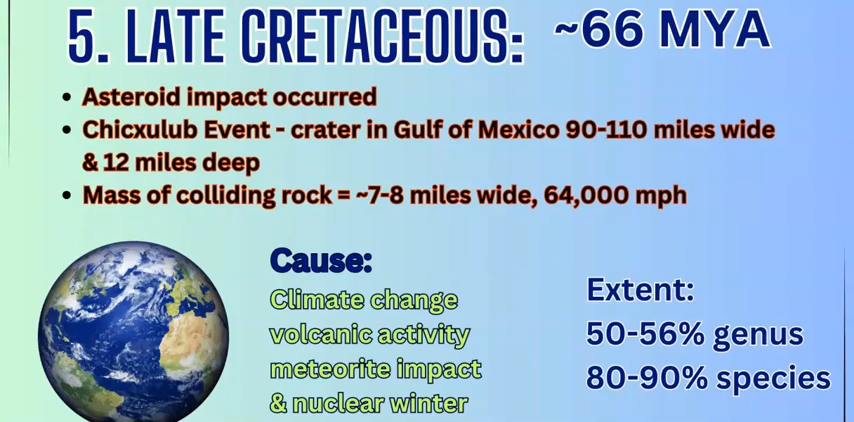 5. LATE CRETACEOUS: ~66 MYA
• Asteroid impact occurred
• Chicxulub Event - crater in Gulf of Mexico 90-110 miles wide
& 12 miles deep
• Mass of colliding rock = ~7-8 miles wide, 64,000 mph
Cause:
Climate change
volcanic activity
meteorite impact
& nuclear winter
Extent:
50-56% genus
80-90% species